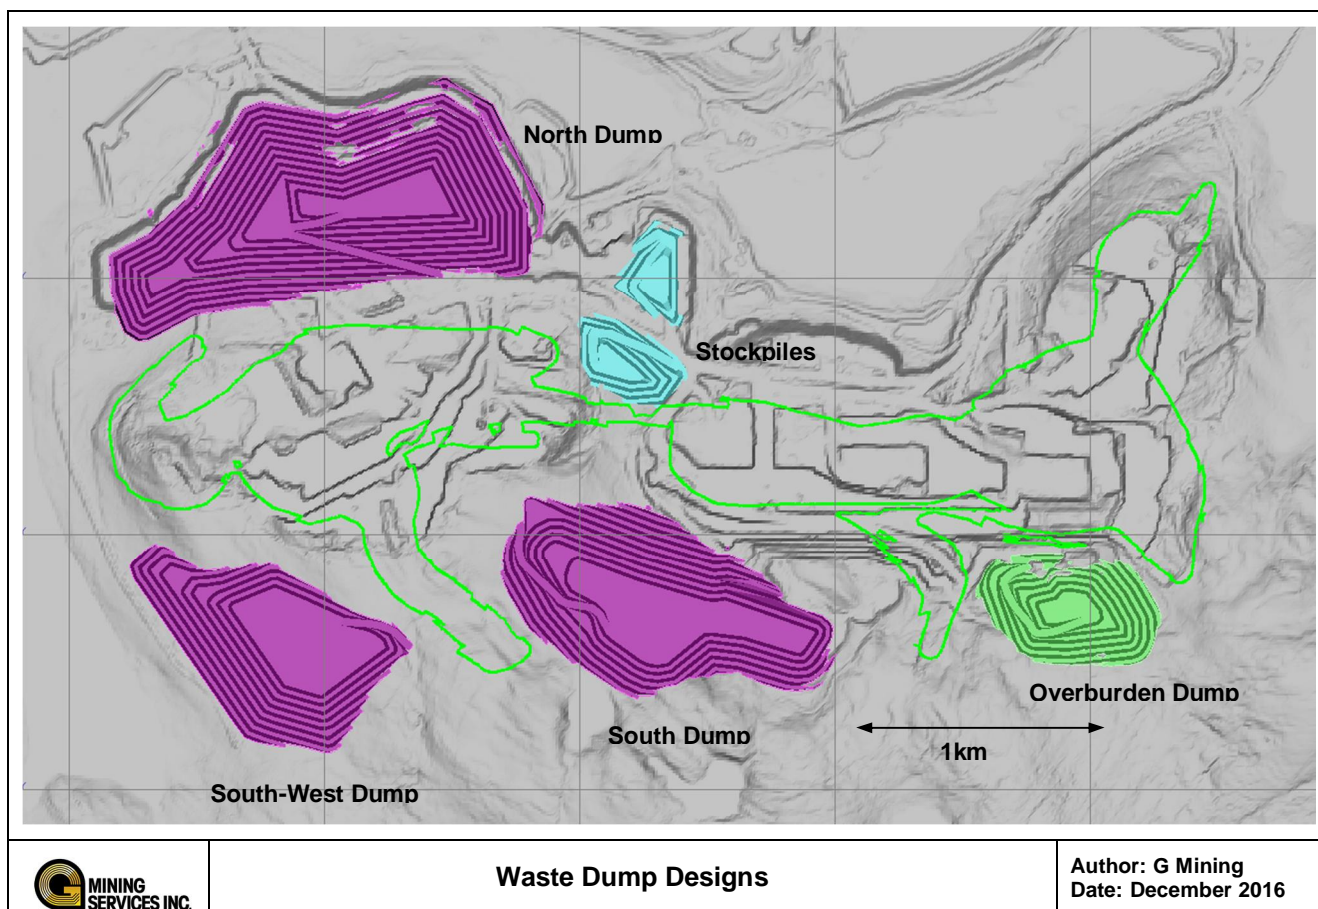 North Dump
Stockpiles
Overburden Dump
South Dump
1km
South-West Dump
G
MINING
SERVICES INC.
Waste Dump Designs
Author: G Mining
Date: December 2016